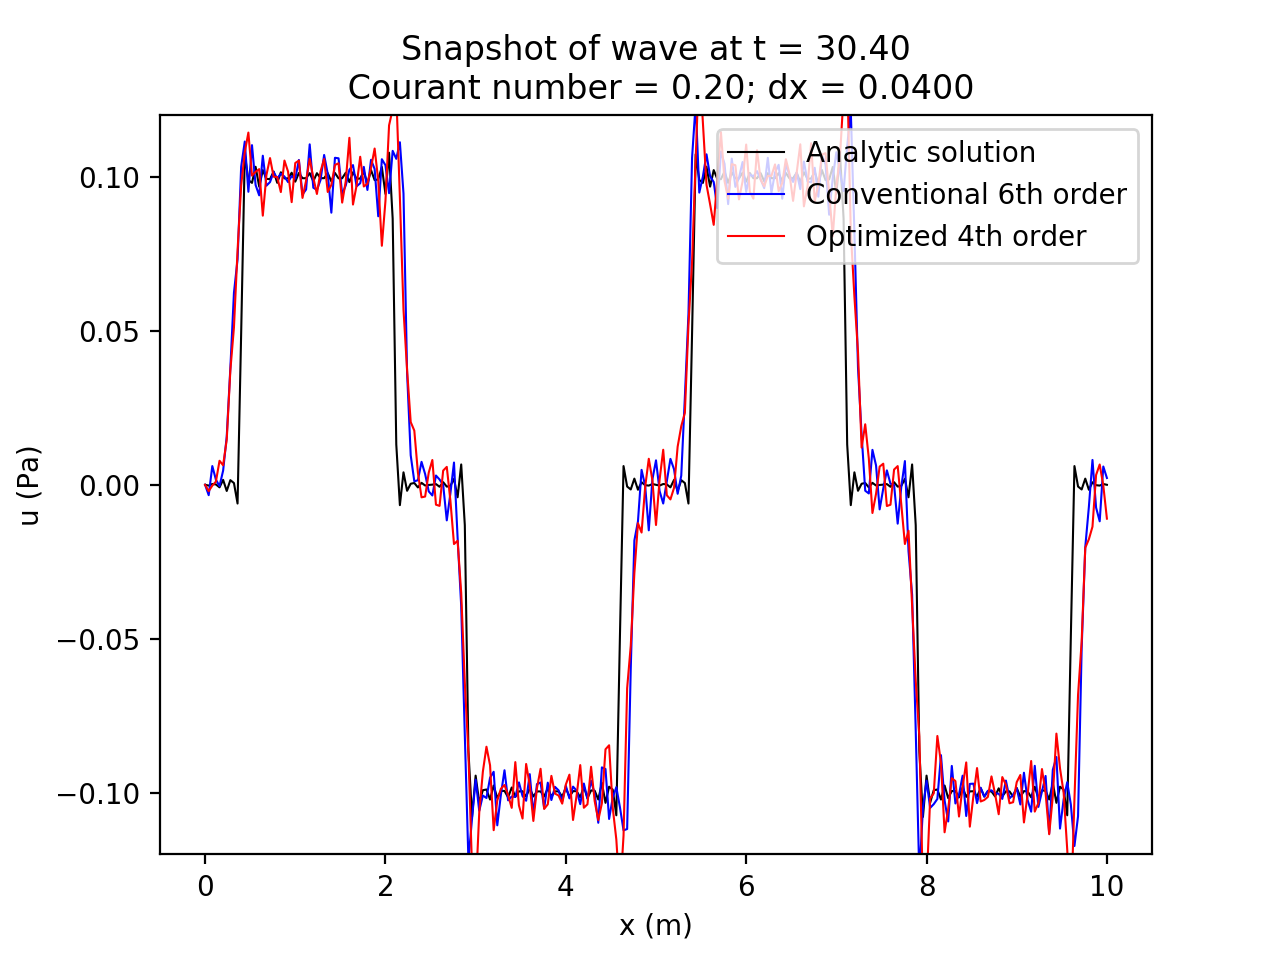 Snapshot of wave at t = 30.40
Courant number = 0.20; dx = 0.0400
Analytic solution
Conventional 6th order
Optimized 4th order
0.10
0.05
0.00
−0.05
−0.10
u (Pa)
0 2 4 6 8 10
x (m)